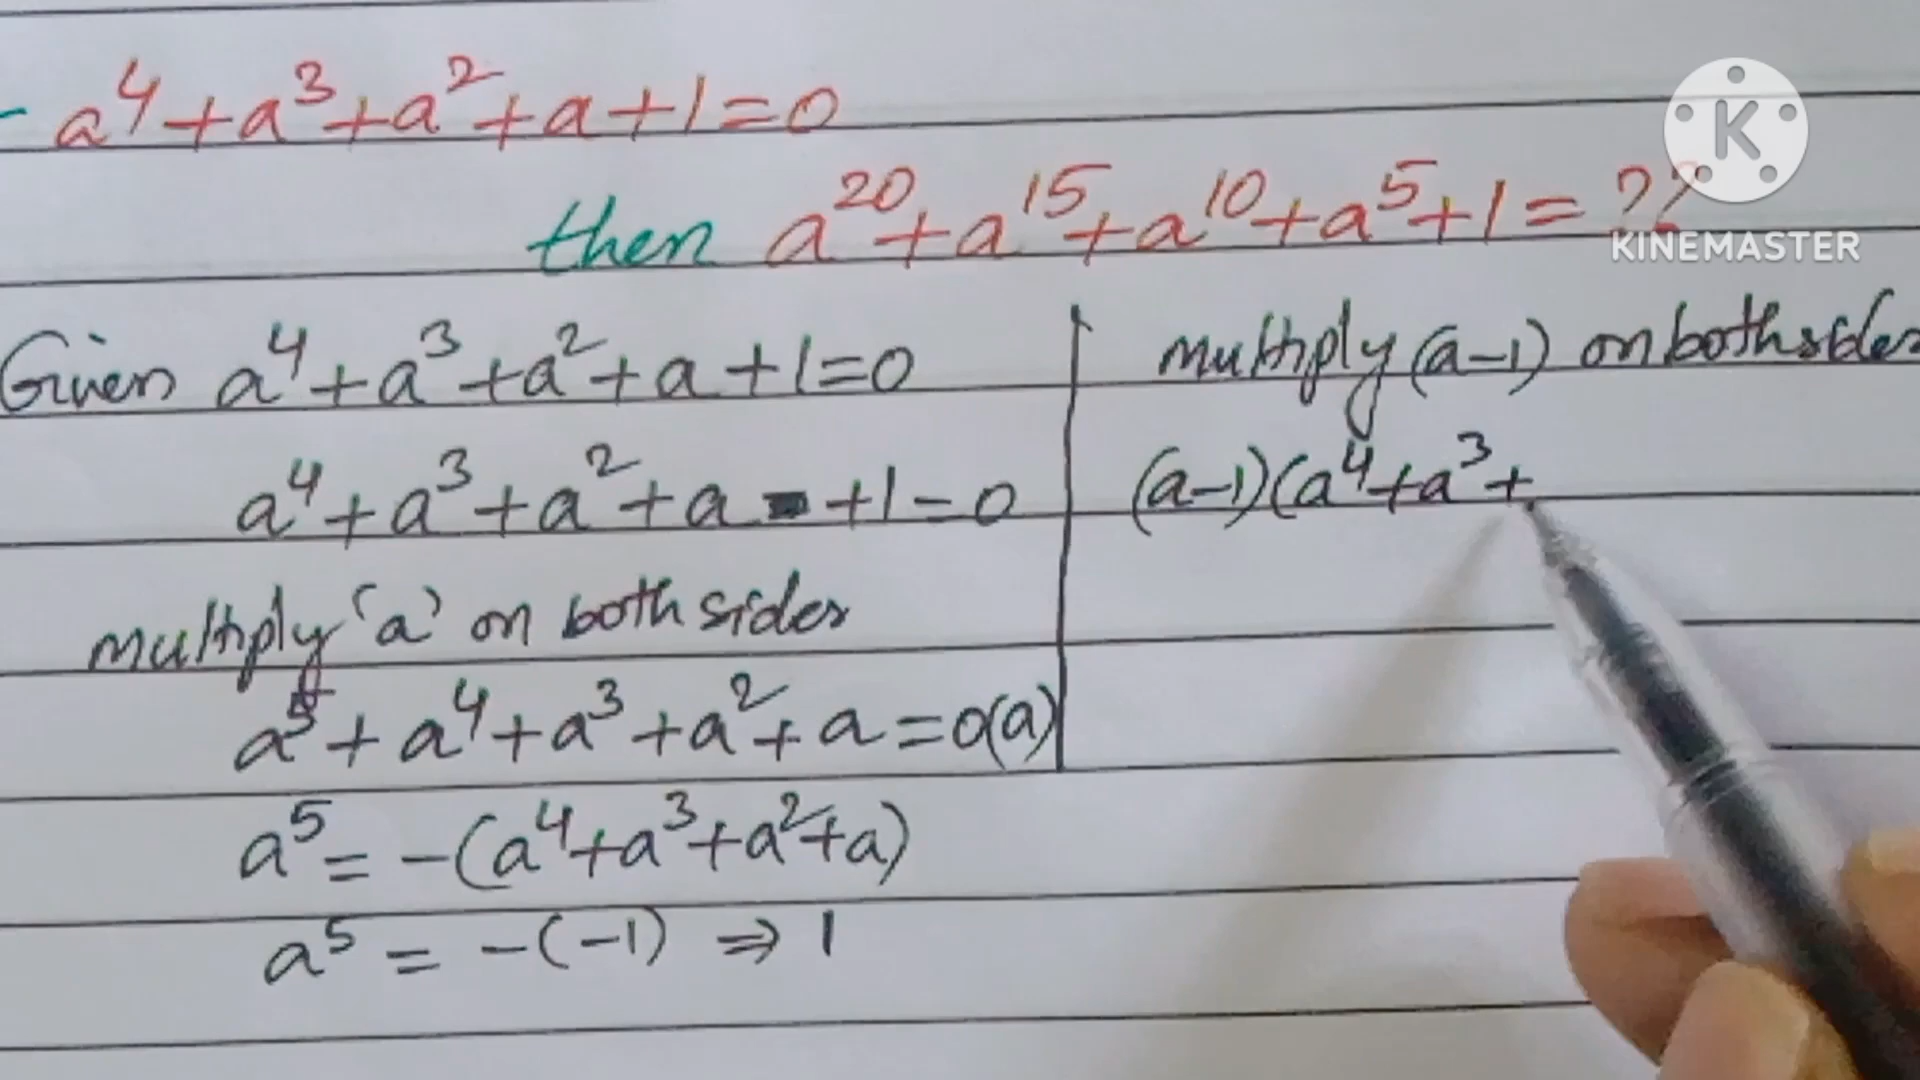 a⁴+a³+a²+a+1=0
then a²⁰+a¹⁵+a¹⁰+a⁵+1=??
K
KINEMASTER
Given a⁴+a³+a²+a+1=0
a⁴+a³+a²+a +1=0
multiply 'a' on both sides
a⁵+a⁴+a³+a²+a=0(a)
a⁵=-(a⁴+a³+a²+a)
a⁵=-(-1) ⇒ 1
multiply (a-1) on both sides
(a-1)(a⁴+a³+